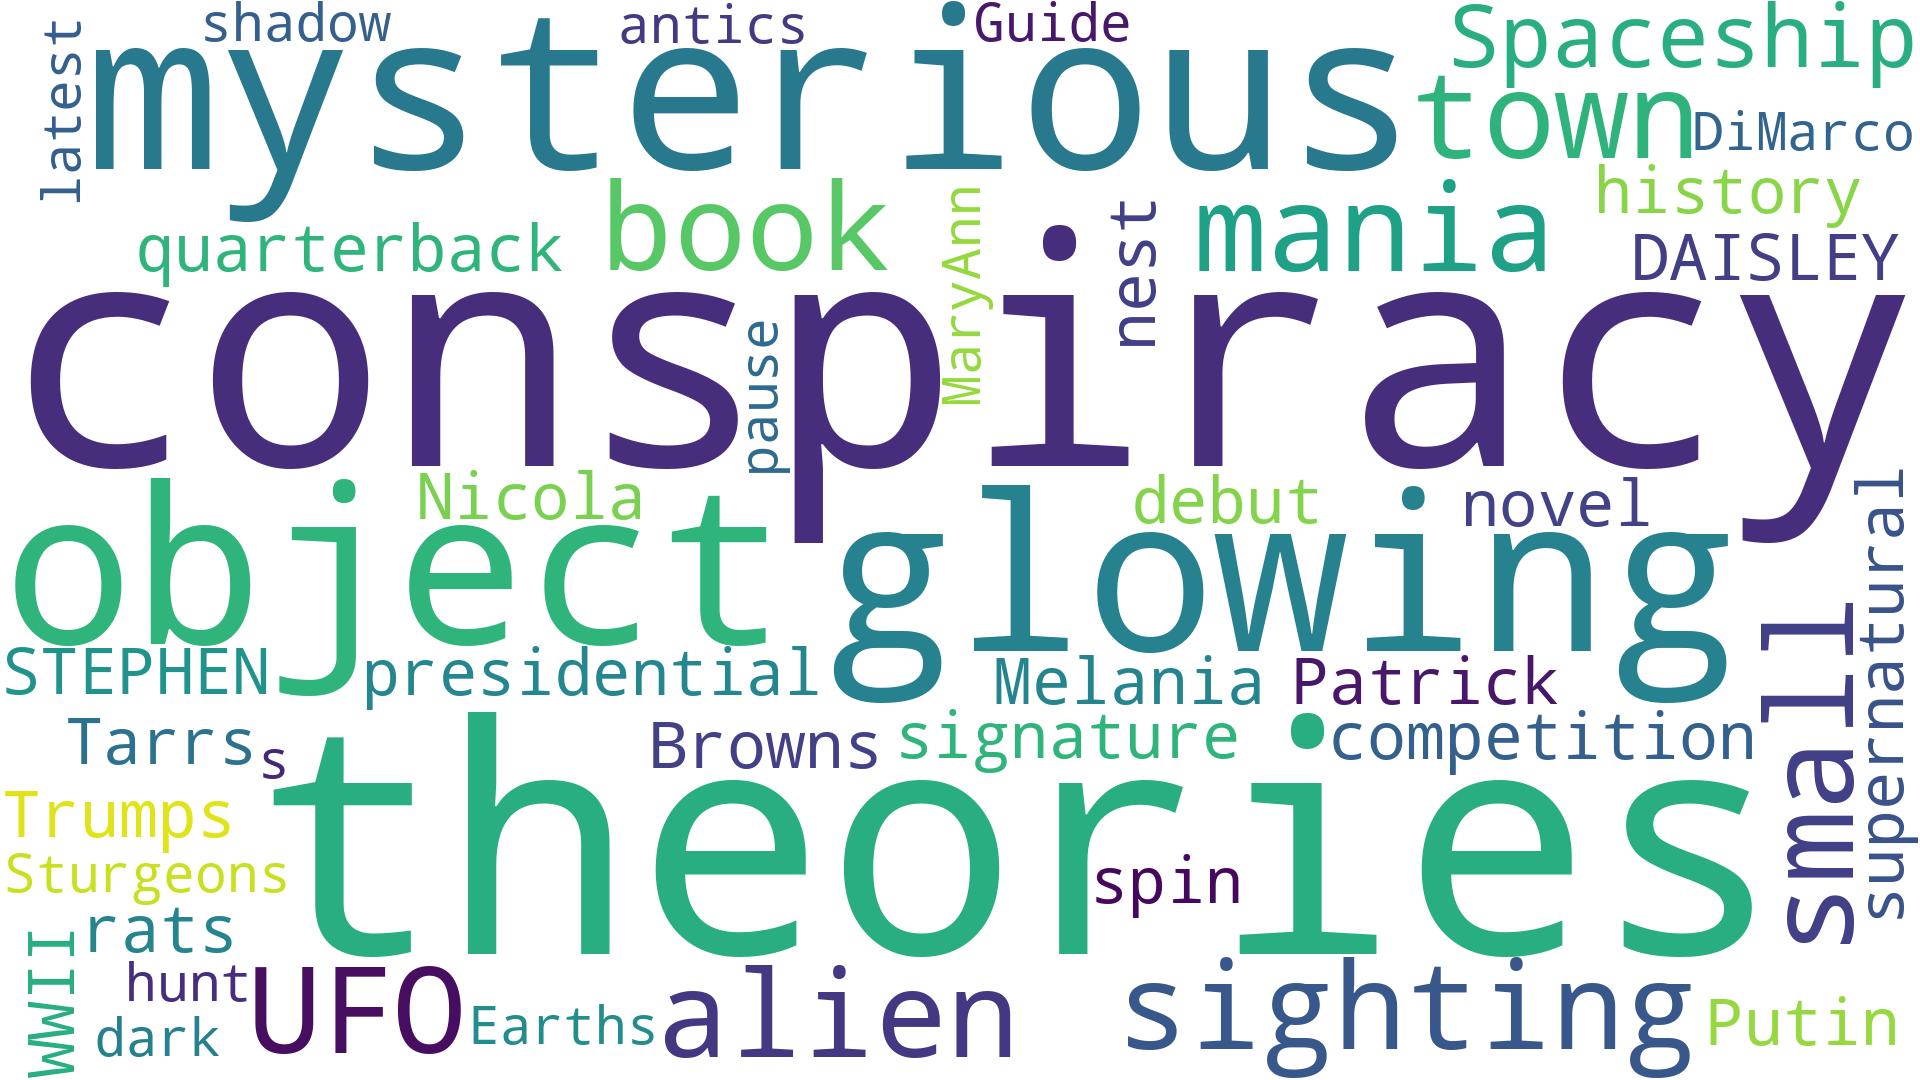 latest
shadow
antics
Guide
Spaceship
mysterious
town
DiMarco
history
quarterback
book
MaryAnn
nest
mania
DAISLEY
conspiracy
pause
Nicola
debut
novel
object
glowing
supernatural
small
STEPHEN
presidential
Melania
Patrick
Tarrs
s
Browns
signature
competition
Trumps
theories
Sturgeons
spin
rats
WWII
hunt
UFO
alien
sighting
dark
Earths
Putin